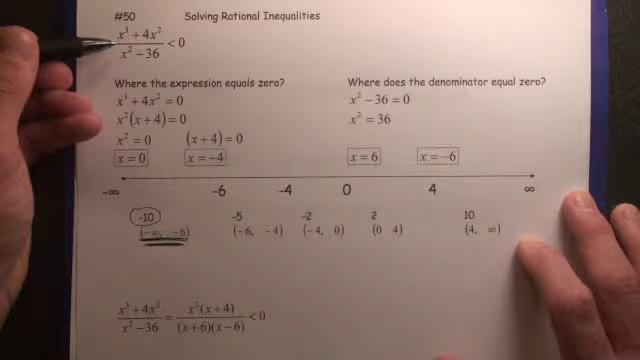 #50 Solving Rational Inequalities
x³ + 4x² / x² − 36 < 0
Where the expression equals zero? Where does the denominator equal zero?
x³ + 4x² = 0 x² − 36 = 0
x²(x + 4) = 0 x² = 36
x² = 0 (x + 4) = 0
x = 0 x = −4 x = 6 x = −6
−∞ -6 -4 0 4 ∞
-10 -5 -2 2 10
(−∞, −6) (−6, −4) (−4, 0) (0 4) (4, ∞)
x³ + 4x² / x² − 36 = x²(x + 4) / (x + 6)(x − 6) < 0